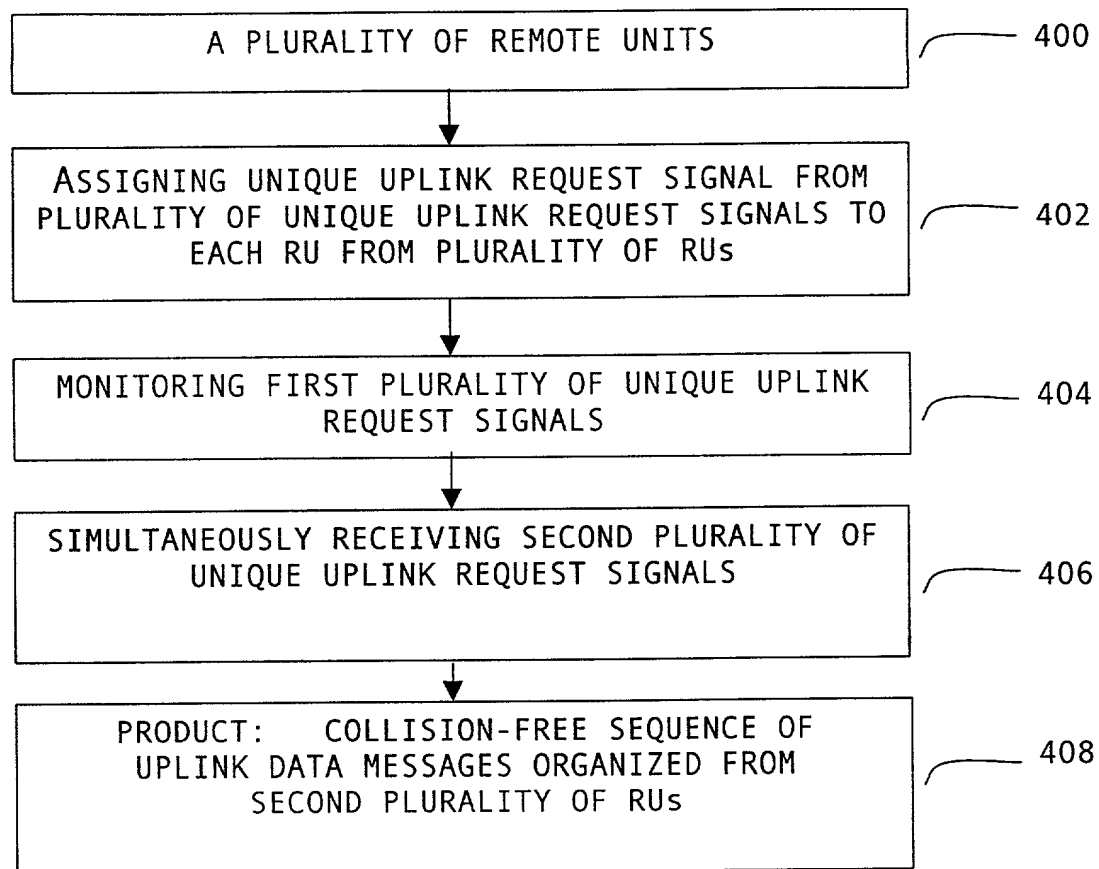 A PLURALITY OF REMOTE UNITS
400
ASSIGNING UNIQUE UPLINK REQUEST SIGNAL FROM
PLURALITY OF UNIQUE UPLINK REQUEST SIGNALS TO
EACH RU FROM PLURALITY OF RUs
402
MONITORING FIRST PLURALITY OF UNIQUE UPLINK
REQUEST SIGNALS
404
SIMULTANEOUSLY RECEIVING SECOND PLURALITY OF
UNIQUE UPLINK REQUEST SIGNALS
406
PRODUCT: COLLISION-FREE SEQUENCE OF
UPLINK DATA MESSAGES ORGANIZED FROM
SECOND PLURALITY OF RUs
408